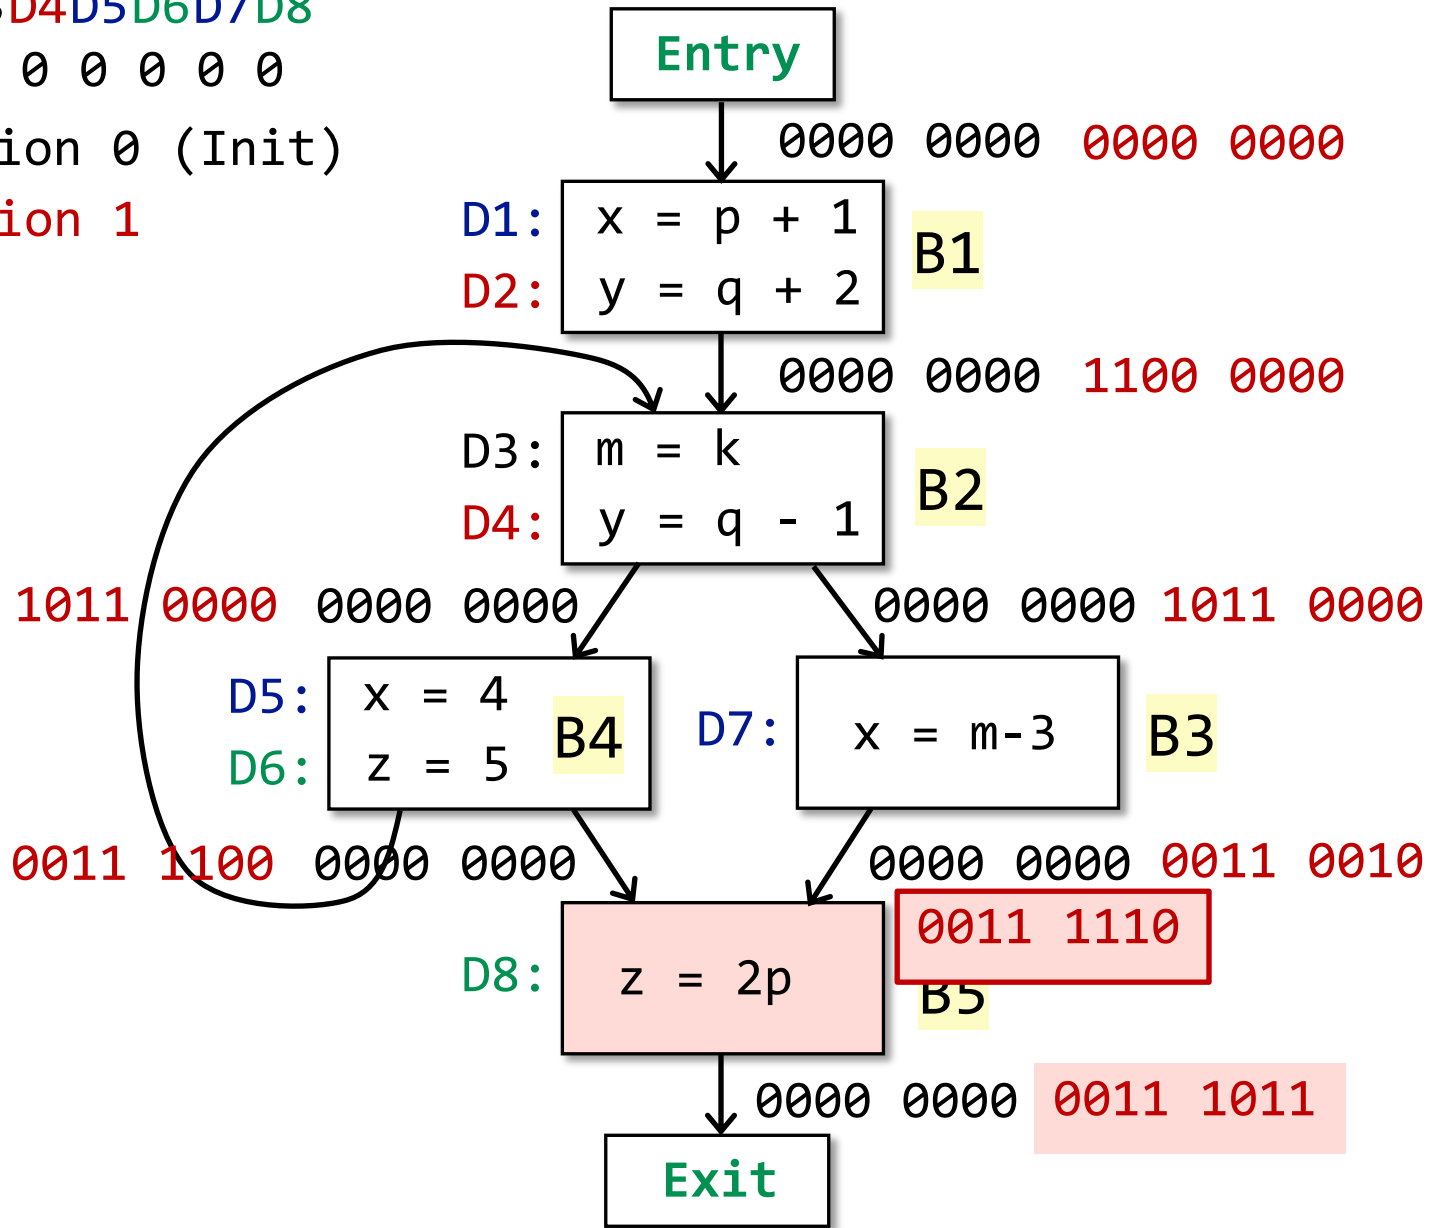 D4D5D6D7D8
0 0 0 0 0
ion 0 (Init)
ion 1
Entry
0000 0000 0000 0000
D1: x = p + 1
D2: y = q + 2
B1
0000 0000 1100 0000
D3: m = k
D4: y = q - 1
B2
1011 0000 0000 0000
0000 0000 1011 0000
D5: x = 4
D6: z = 5
B4
D7: x = m-3
B3
0011 1100 0000 0000
0000 0000 0011 0010
0011 1110
D8: z = 2p
B5
0000 0000 0011 1011
Exit